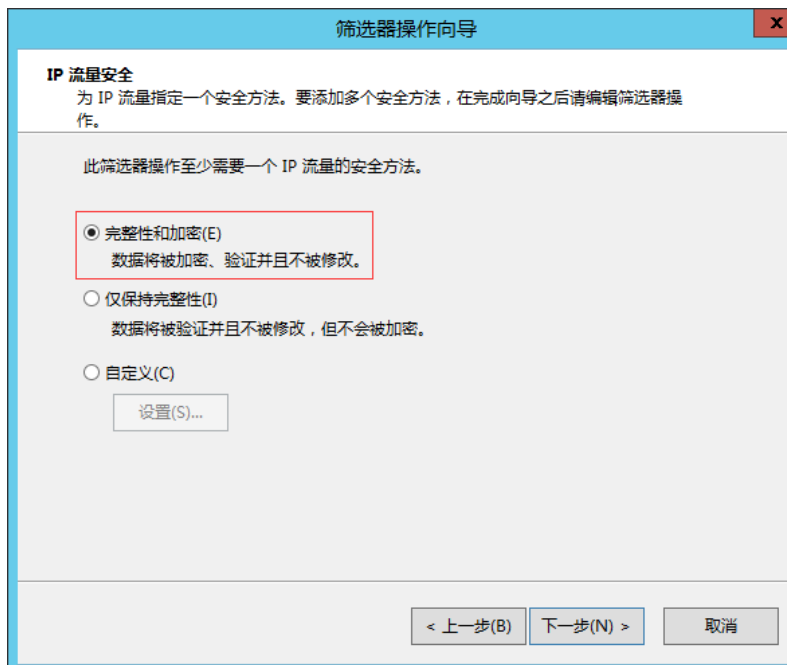 筛选器操作向导
x
IP 流量安全
为 IP 流量指定一个安全方法。要添加多个安全方法，在完成向导之后请编辑筛选器操
作。
此筛选器操作至少需要一个 IP 流量的安全方法。
完整性和加密(E)
数据将被加密、验证并且不被修改。
仅保持完整性(I)
数据将被验证并且不被修改，但不会被加密。
自定义(C)
设置(S)...
< 上一步(B)
下一步(N) >
取消